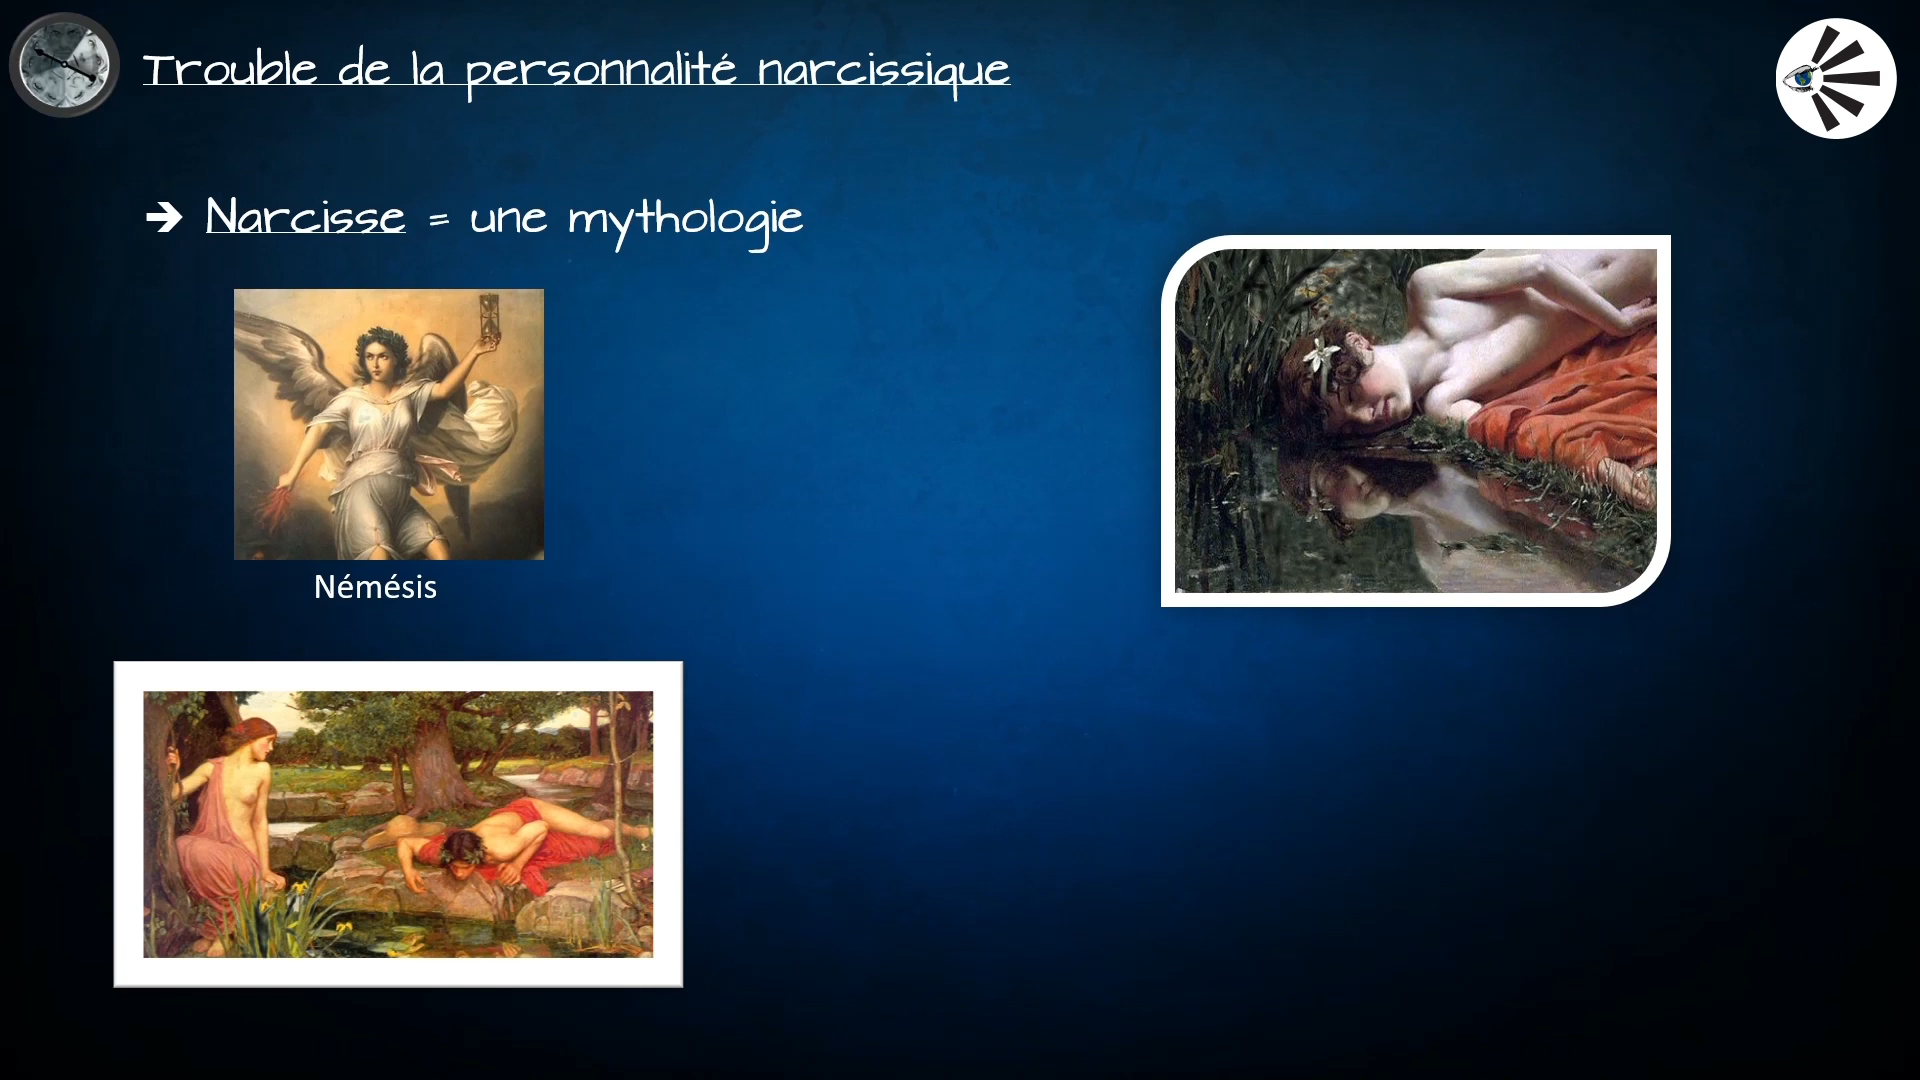 Trouble de la personnalité narcissique
➔ Narcisse = une mythologie
Némésis